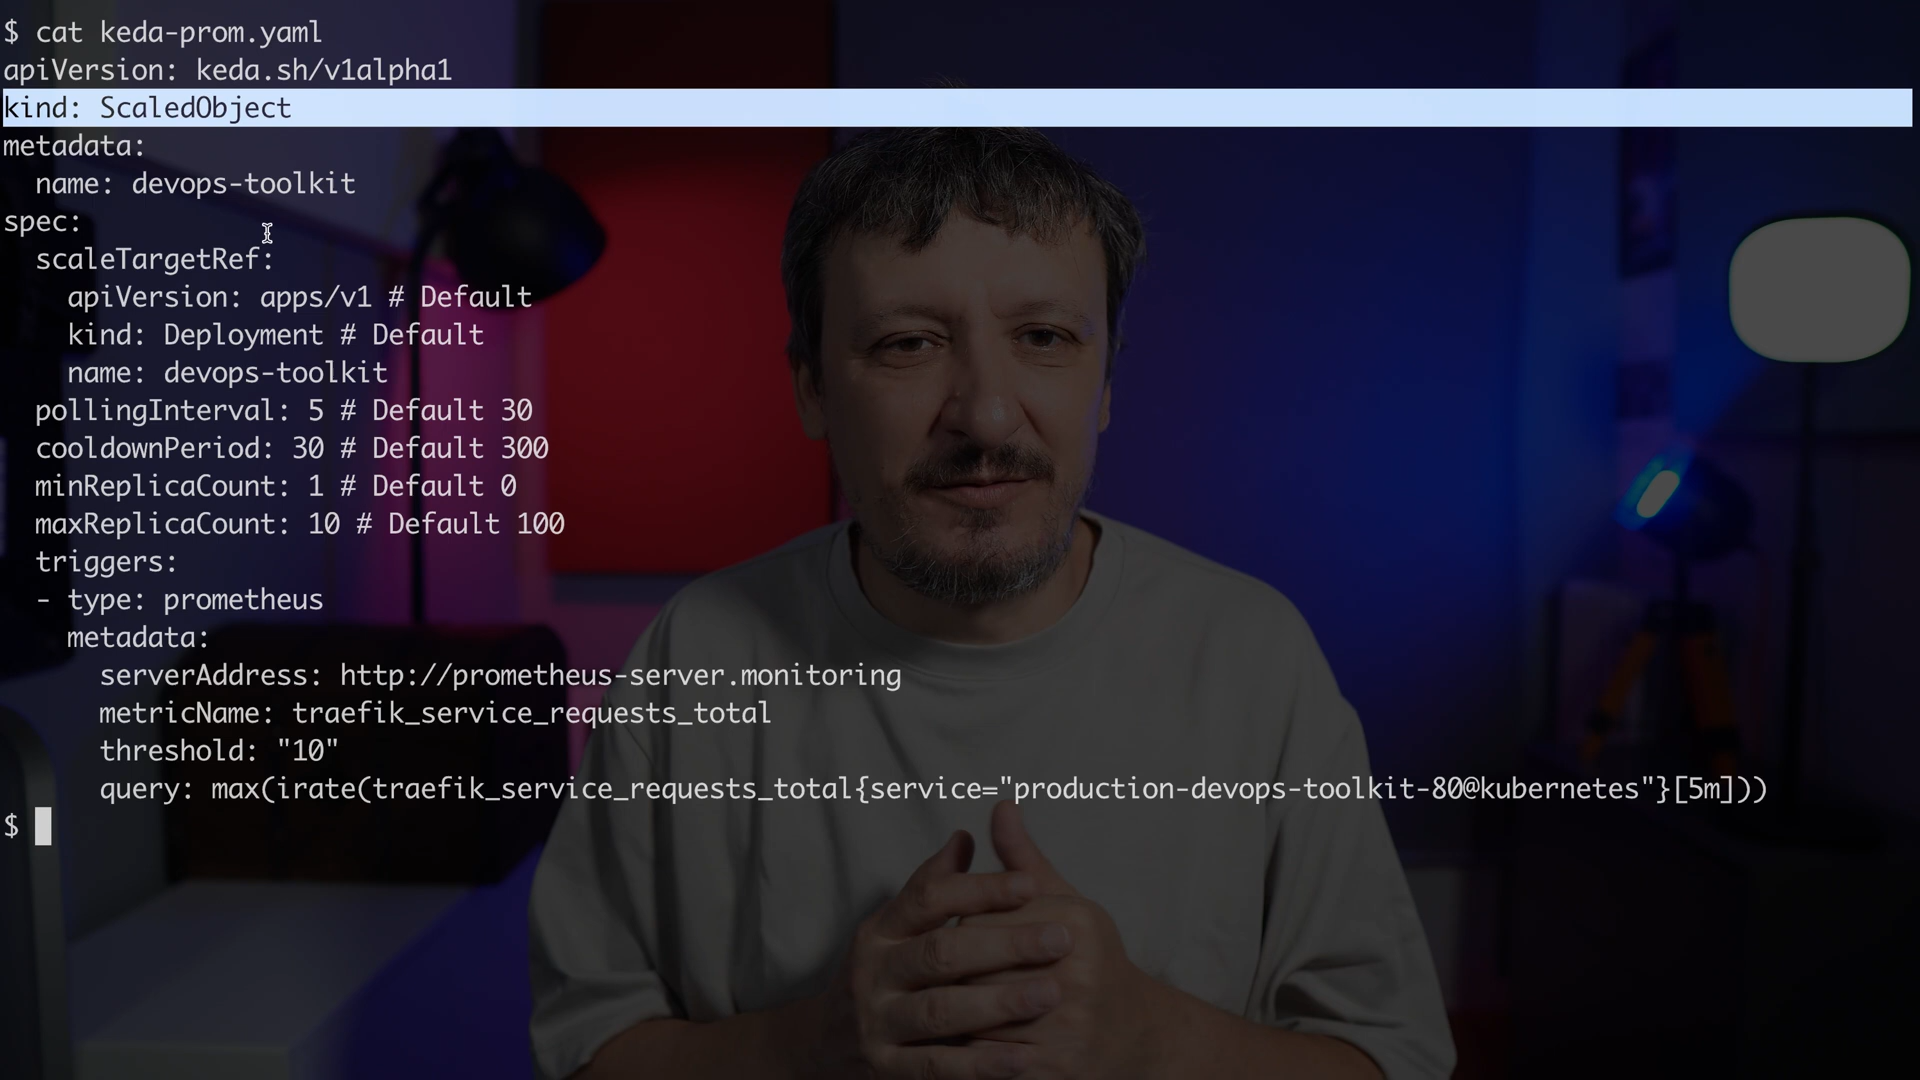 $ cat keda-prom.yaml
apiVersion: keda.sh/v1alpha1
kind: ScaledObject
metadata:
  name: devops-toolkit
spec:
  scaleTargetRef:
    apiVersion: apps/v1 # Default
    kind: Deployment # Default
    name: devops-toolkit
  pollingInterval: 5 # Default 30
  cooldownPeriod: 30 # Default 300
  minReplicaCount: 1 # Default 0
  maxReplicaCount: 10 # Default 100
  triggers:
  - type: prometheus
    metadata:
      serverAddress: http://prometheus-server.monitoring
      metricName: traefik_service_requests_total
      threshold: "10"
      query: max(irate(traefik_service_requests_total{service="production-devops-toolkit-80@kubernetes"}[5m]))
$